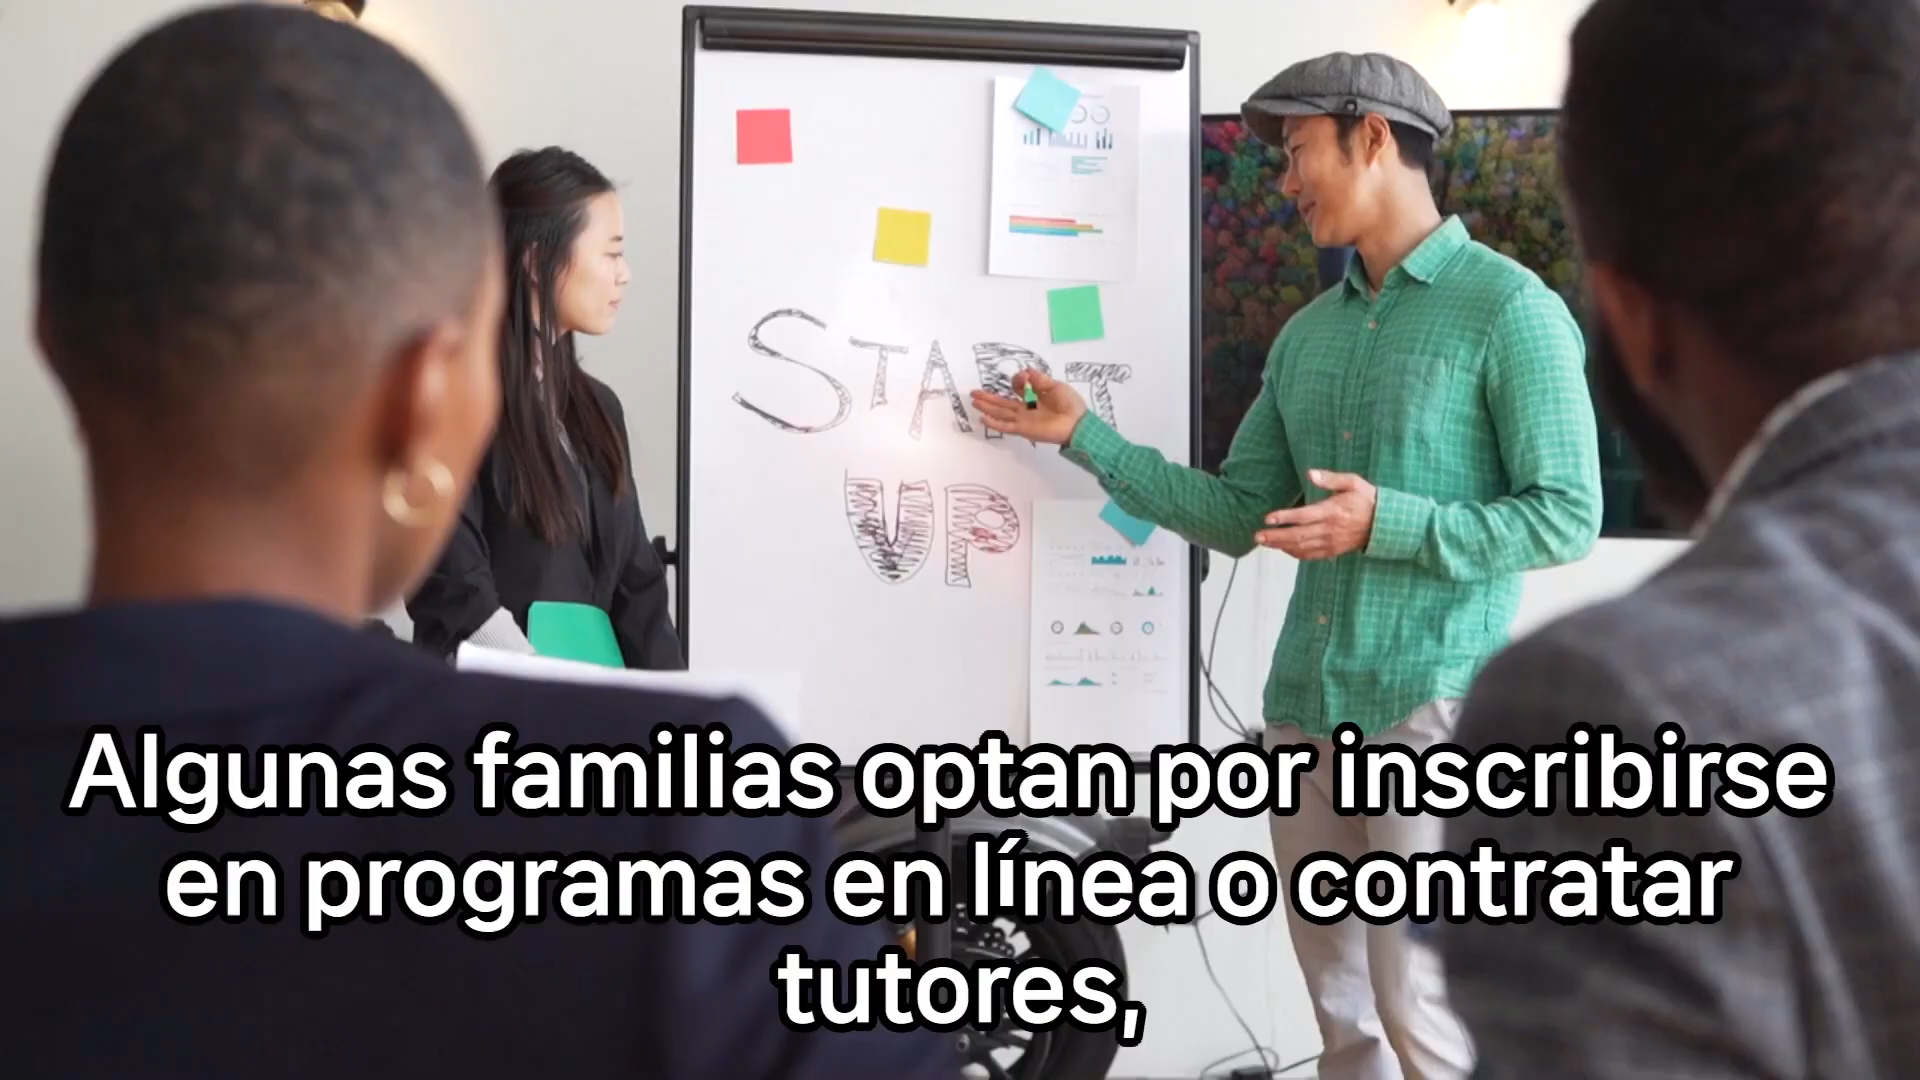 START
UP
Algunas familias optan por inscribirse
en programas en línea o contratar
tutores,